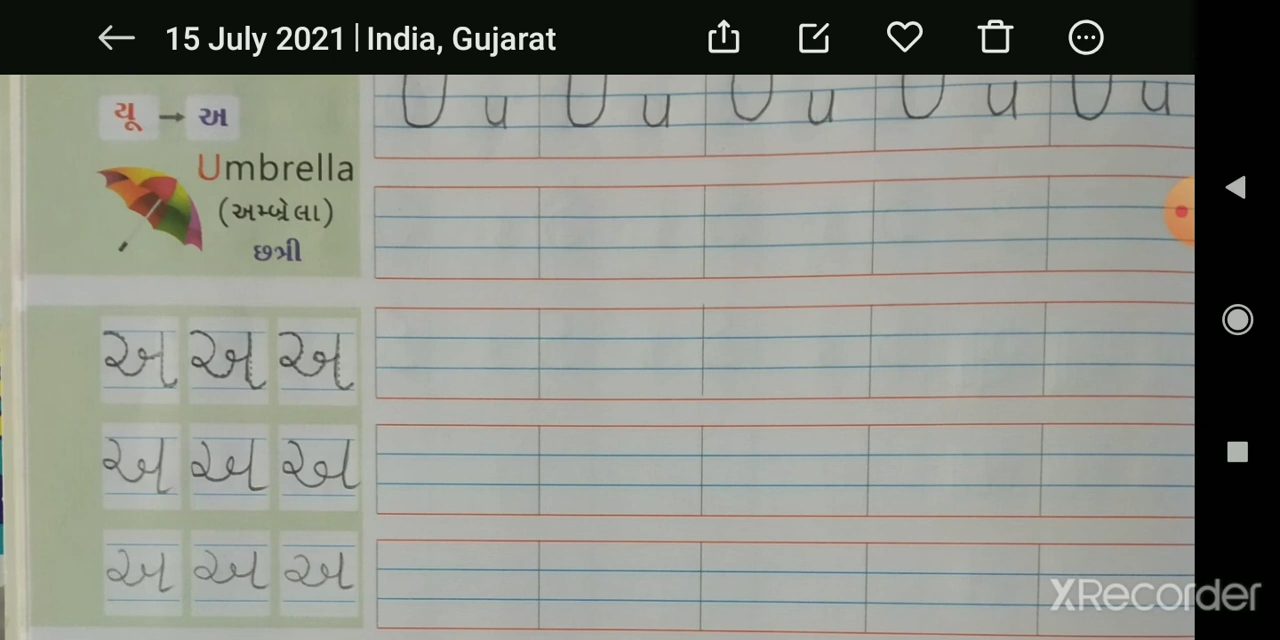 15 July 2021 | India, Gujarat
યૂ → અ
U u U u U u U u U u
Umbrella
(અમ્બ્રેલા)
છત્રી
અ અ અ
અ અ અ
અ અ અ
XRecorder